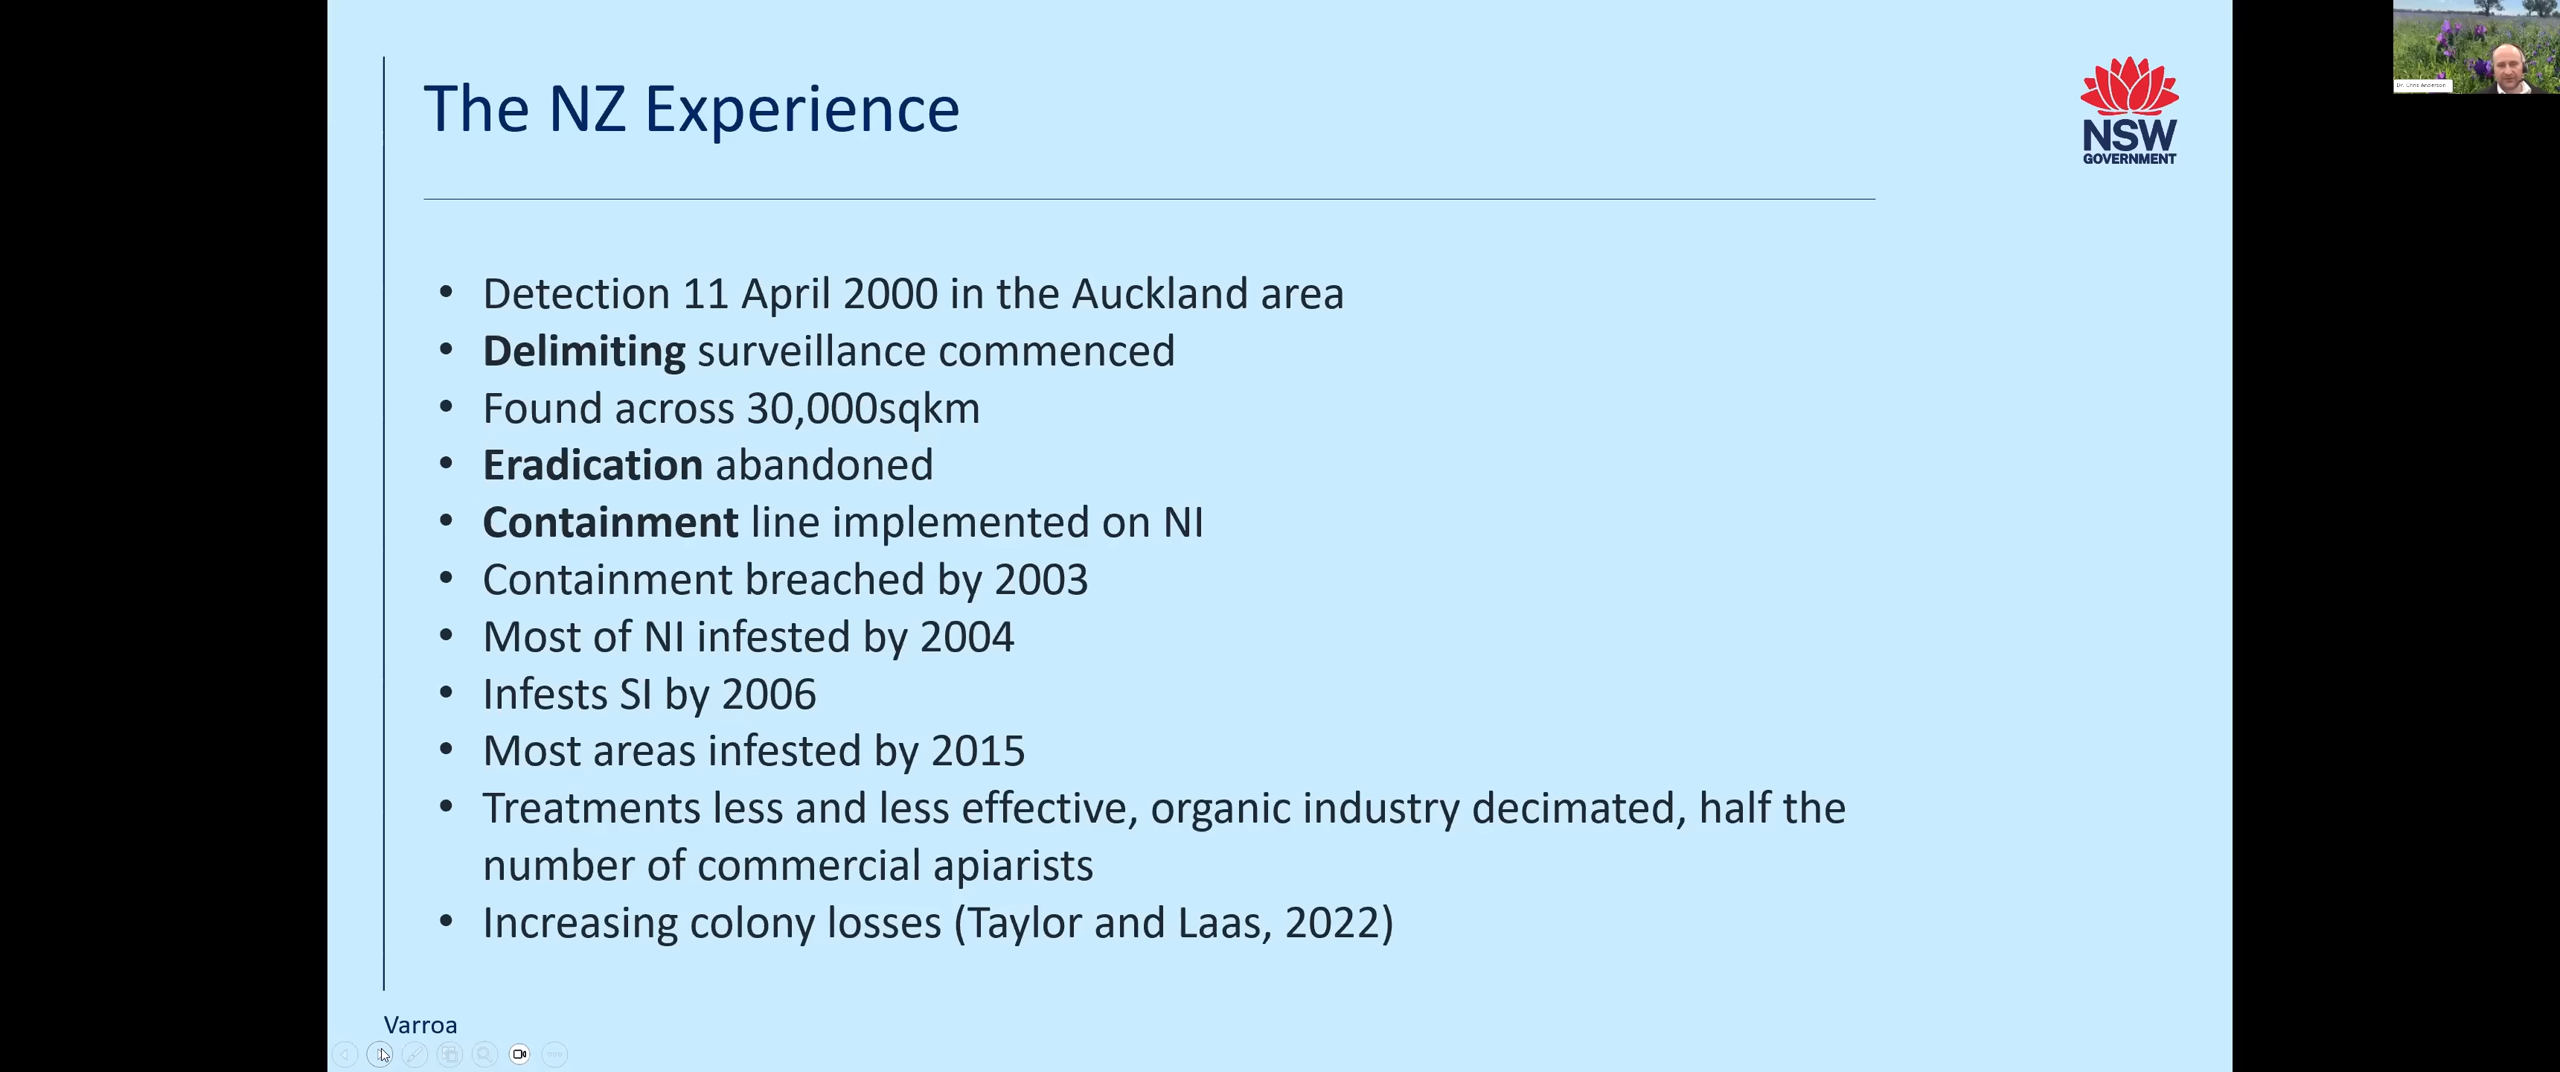 The NZ Experience
NSW
GOVERNMENT
Dr. Chris Anderson
• Detection 11 April 2000 in the Auckland area
• Delimiting surveillance commenced
• Found across 30,000sqkm
• Eradication abandoned
• Containment line implemented on NI
• Containment breached by 2003
• Most of NI infested by 2004
• Infests SI by 2006
• Most areas infested by 2015
• Treatments less and less effective, organic industry decimated, half the
number of commercial apiarists
• Increasing colony losses (Taylor and Laas, 2022)
Varroa